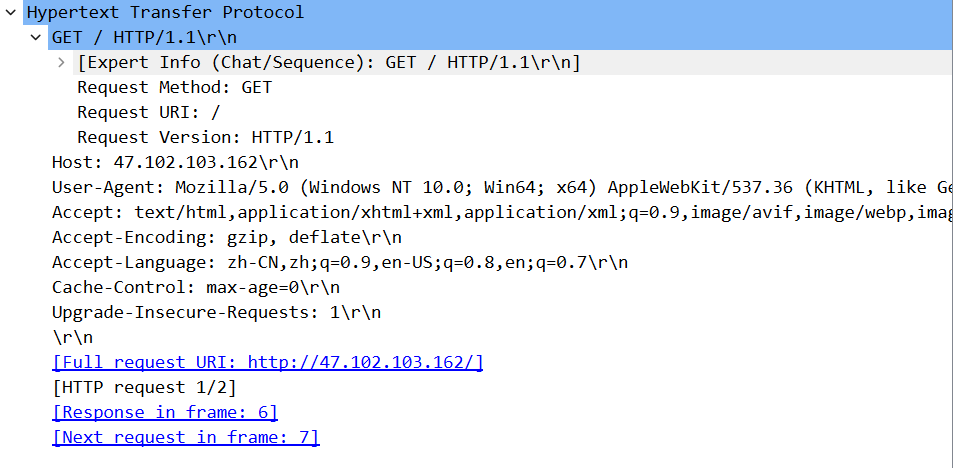 Hypertext Transfer Protocol
GET / HTTP/1.1\r\n
[Expert Info (Chat/Sequence): GET / HTTP/1.1\r\n]
Request Method: GET
Request URI: /
Request Version: HTTP/1.1
Host: 47.102.103.162\r\n
User-Agent: Mozilla/5.0 (Windows NT 10.0; Win64; x64) AppleWebKit/537.36 (KHTML, like Ge
Accept: text/html,application/xhtml+xml,application/xml;q=0.9,image/avif,image/webp,imag
Accept-Encoding: gzip, deflate\r\n
Accept-Language: zh-CN,zh;q=0.9,en-US;q=0.8,en;q=0.7\r\n
Cache-Control: max-age=0\r\n
Upgrade-Insecure-Requests: 1\r\n
\r\n
[Full request URI: http://47.102.103.162/]
[HTTP request 1/2]
[Response in frame: 6]
[Next request in frame: 7]